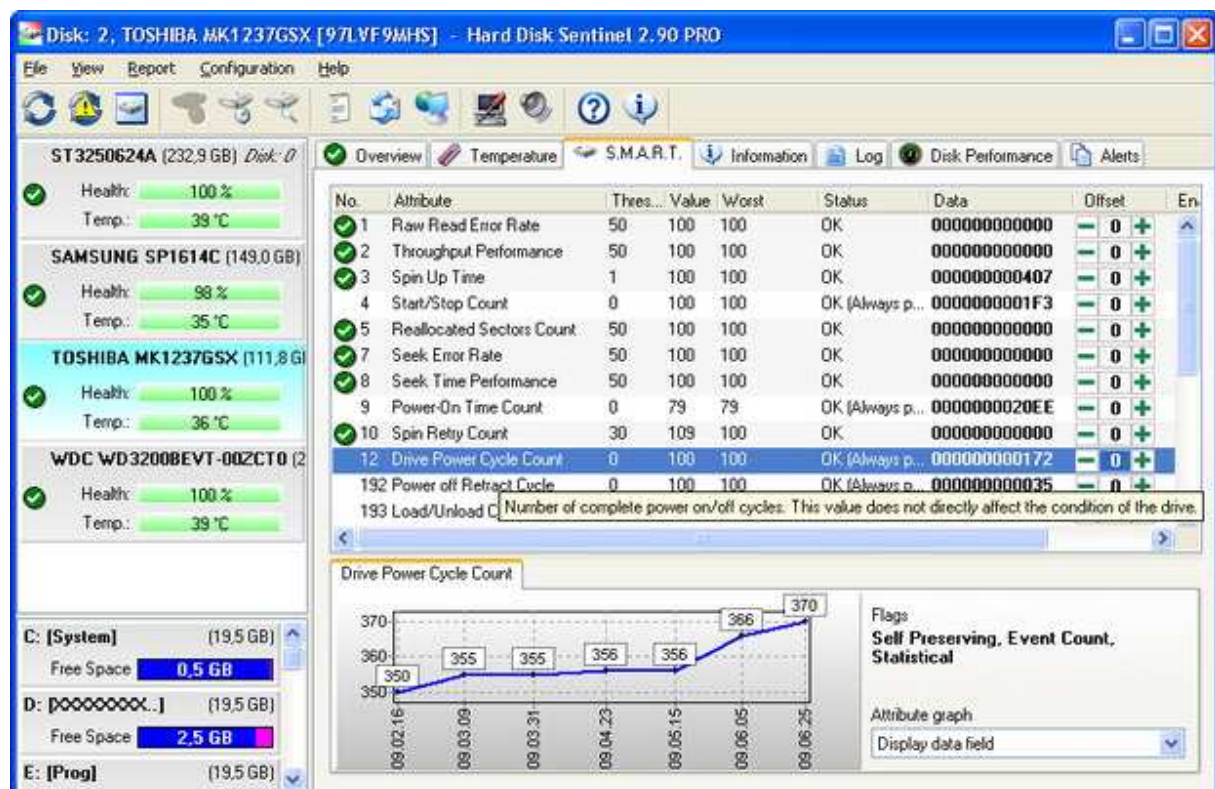 Disk: 2, TOSHIBA MK1237GSX [97LVF9MHS] - Hard Disk Sentinel 2.90 PRO
File View Report Configuration Help
ST3250624A (232,9 GB) Disk: 0
Health: 100 %
Temp.: 39 °C
SAMSUNG SP1614C (149,0 GB)
Health: 98 %
Temp.: 35 °C
TOSHIBA MK1237GSX (111,8 GI
Health: 100 %
Temp.: 36 °C
WDC WD3200BEVT-00ZCT0 (2
Health: 100 %
Temp.: 39 °C
C: [System] (19,5 GB)
Free Space 0,5 GB
D: [XXXXXXXX..] (19,5 GB)
Free Space 2,5 GB
E: [Prog] (19,5 GB)
Overview Temperature S.M.A.R.T. Information Log Disk Performance Alerts
No. Attribute Thres... Value Worst Status Data Offset En
1 Raw Read Error Rate 50 100 100 OK 000000000000 0
2 Throughput Performance 50 100 100 OK 000000000000 0
3 Spin Up Time 1 100 100 OK 000000000407 0
4 Start/Stop Count 0 100 100 OK (Always p... 0000000001F3 0
5 Reallocated Sectors Count 50 100 100 OK 000000000000 0
7 Seek Error Rate 50 100 100 OK 000000000000 0
8 Seek Time Performance 50 100 100 OK 000000000000 0
9 Power-On Time Count 0 79 79 OK (Always p... 0000000020EE 0
10 Spin Retry Count 30 109 100 OK 000000000000 0
12 Drive Power Cycle Count 0 100 100 OK (Always p... 000000000172 0
192 Power off Retract Cycle 0 100 100 OK (Always p... 000000000035 0
193 Load/Unload C
Number of complete power on/off cycles. This value does not directly affect the condition of the drive.
Drive Power Cycle Count
370
360
350
350 355 355 356 356 366 370
09.02.16 09.03.09 09.03.31 09.04.23 09.05.15 09.06.05 09.06.25
Flags
Self Preserving, Event Count,
Statistical
Attribute graph
Display data field